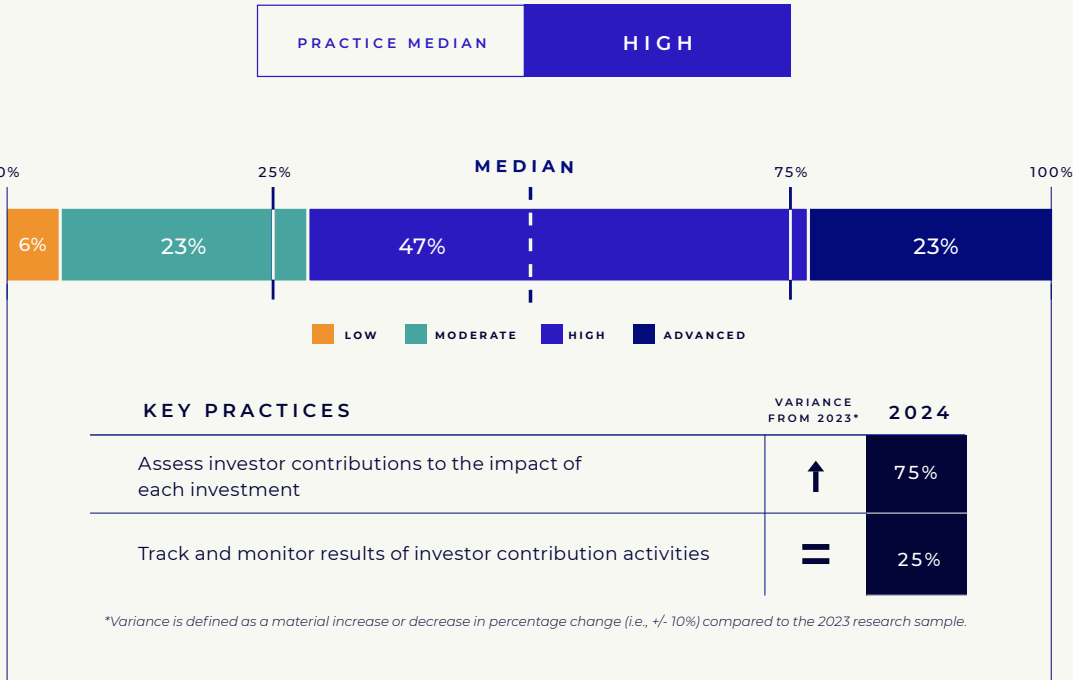 PRACTICE MEDIAN HIGH
0% 25% MEDIAN 75% 100%
6% 23% 47% 23%
LOW MODERATE HIGH ADVANCED
KEY PRACTICES
VARIANCE
FROM 2023*
2024
Assess investor contributions to the impact of
each investment
75%
Track and monitor results of investor contribution activities
=
25%
*Variance is defined as a material increase or decrease in percentage change (i.e., +/- 10%) compared to the 2023 research sample.